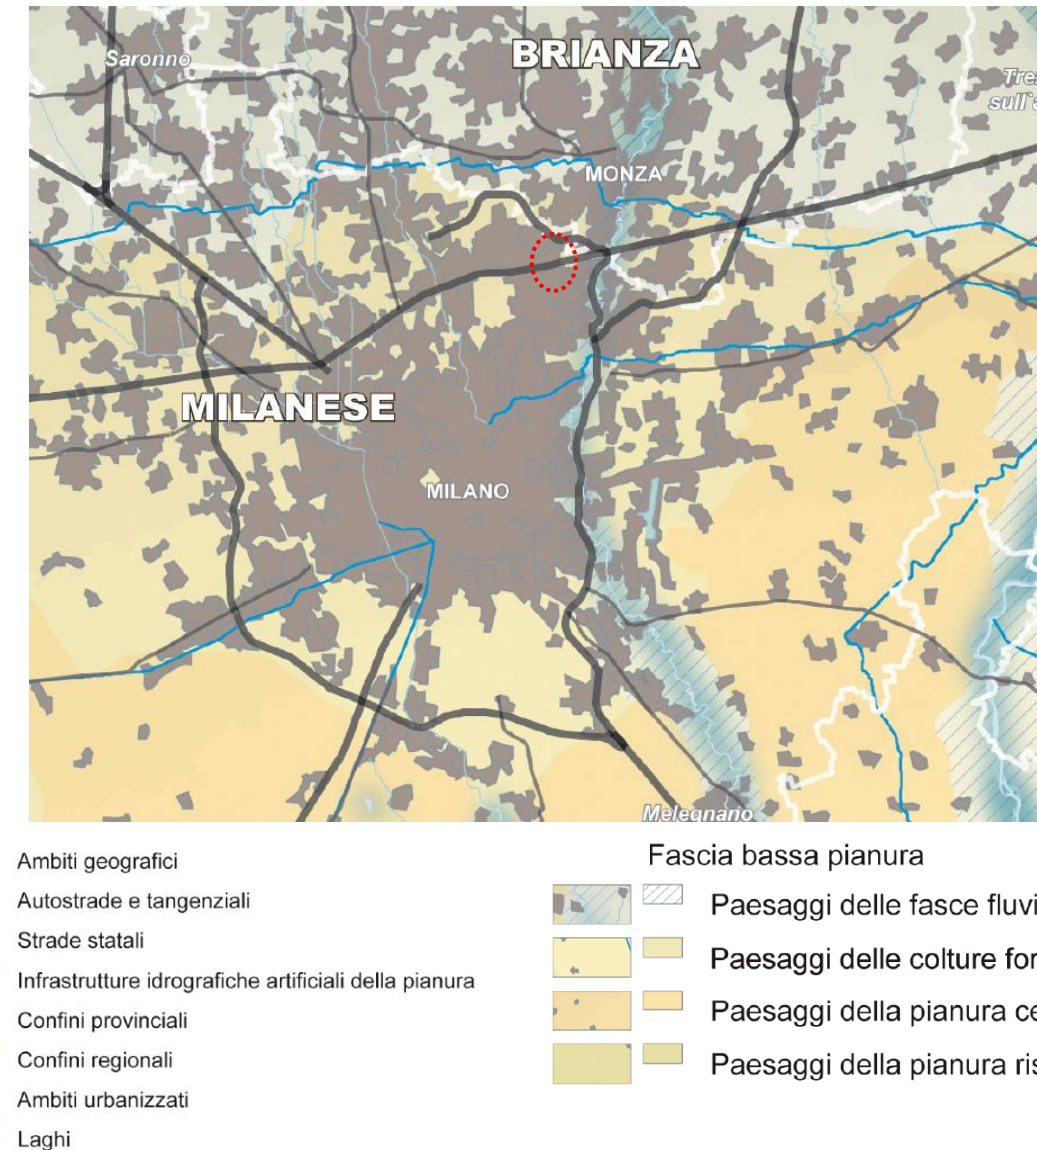 BRIANZA
Saronno
Tre
sull'a
MONZA
MILANESE
MILANO
Melegnano
Ambiti geografici
Autostrade e tangenziali
Strade statali
Infrastrutture idrografiche artificiali della pianura
Confini provinciali
Confini regionali
Ambiti urbanizzati
Laghi
Fascia bassa pianura
Paesaggi delle fasce fluvi
Paesaggi delle colture for
Paesaggi della pianura ce
Paesaggi della pianura ris